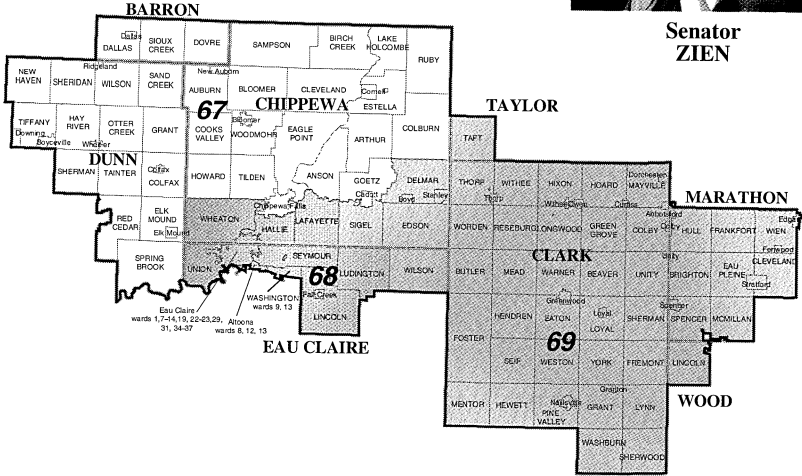 BARRON
Senator
ZIEN
Dallas
DALLAS
SIOUX
CREEK
DOVRE
SAMPSON
BIRCH
CREEK
LAKE
HOLCOMBE
RUBY
NEW
HAVEN
SHERIDAN
Ridgeland
WILSON
SAND
CREEK
New Auburn
AUBURN
BLOOMER
CLEVELAND
Cornell
ESTELLA
67
CHIPPEWA
TAYLOR
TIFFANY
Downing
HAY
RIVER
Boyceville
Wheeler
OTTER
CREEK
GRANT
COOKS
VALLEY
Bloomer
WOODMOHR
EAGLE
POINT
ARTHUR
COLBURN
TAFT
DUNN
SHERMAN
TAINTER
Colfax
COLFAX
HOWARD
TILDEN
ANSON
GOETZ
Cadott
DELMAR
Boyd
Stanley
THORP
Thorp
WITHEE
HIXON
HOARD
Dorchester
MAYVILLE
MARATHON
RED
CEDAR
ELK
MOUND
Elk Mound
WHEATON
Chippewa Falls
HALLIE
LAFAYETTE
SIGEL
EDSON
WORDEN
RESEBURG
Withee
Owen
LONGWOOD
Curtiss
GREEN
GROVE
Abbotsford
COLBY
Colby
HULL
FRANKFORT
WIEN
Edgar
SPRING
BROOK
UNION
SEYMOUR
68
LUDINGTON
WILSON
CLARK
BUTLER
MEAD
WARNER
BEAVER
UNITY
Unity
BRIGHTON
EAU
PLEINE
Fenwood
CLEVELAND
Stratford
Eau Claire
wards 1,7-14,19, 22-23,29,
31, 34-37
Altoona
wards 8, 12, 13
WASHINGTON
wards 9, 13
Fall Creek
LINCOLN
EAU CLAIRE
Greenwood
HENDREN
EATON
Loyal
LOYAL
SHERMAN
Spencer
SPENCER
MCMILLAN
FOSTER
69
SEIF
WESTON
YORK
FREMONT
LINCOLN
WOOD
MENTOR
HEWETT
Neillsville
PINE
VALLEY
Granton
GRANT
LYNN
WASHBURN
SHERWOOD